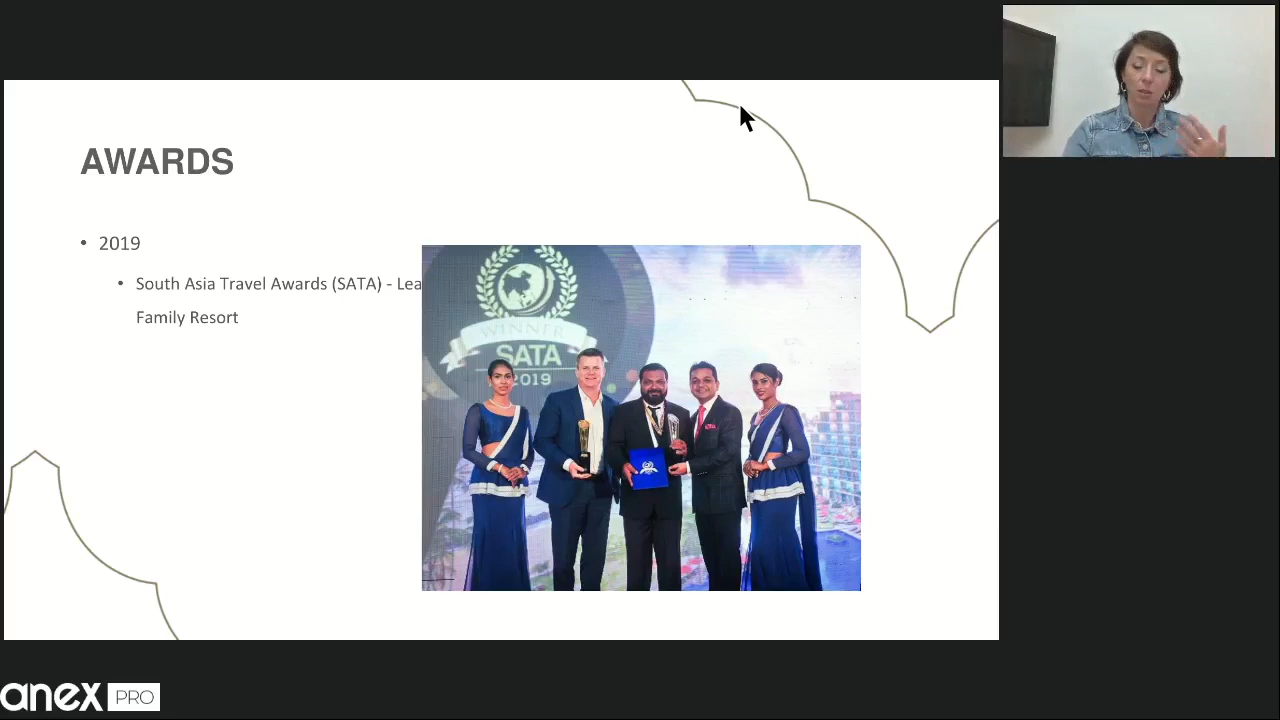 AWARDS
• 2019
• South Asia Travel Awards (SATA) - Lea
Family Resort
WINNER
SATA
2019
anex PRO